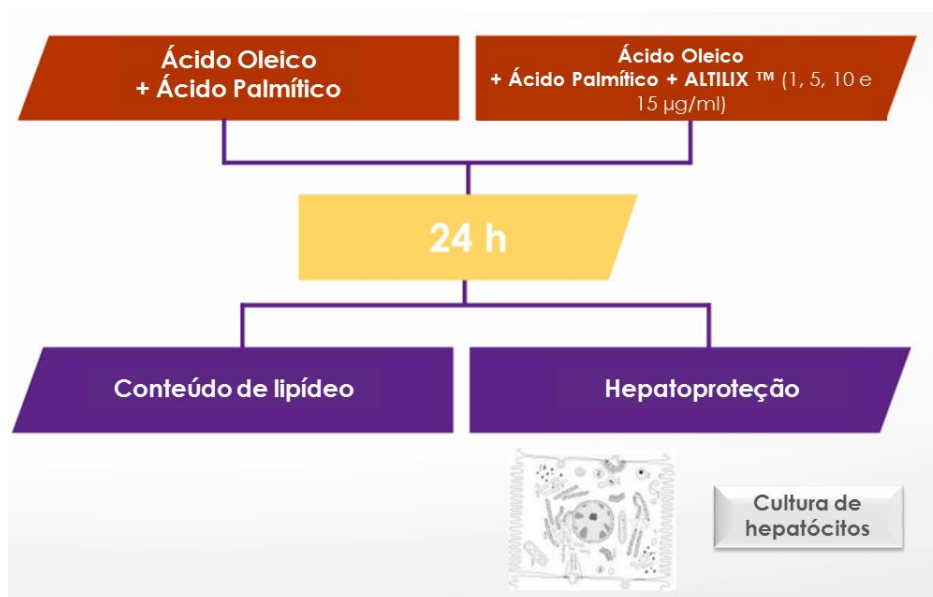 Ácido Oleico
+ Ácido Palmítico
Ácido Oleico
+ Ácido Palmítico + ALTILIX ™ (1, 5, 10 e
15 µg/ml)
24 h
Conteúdo de lipídeo
Hepatoproteção
Cultura de
hepatócitos